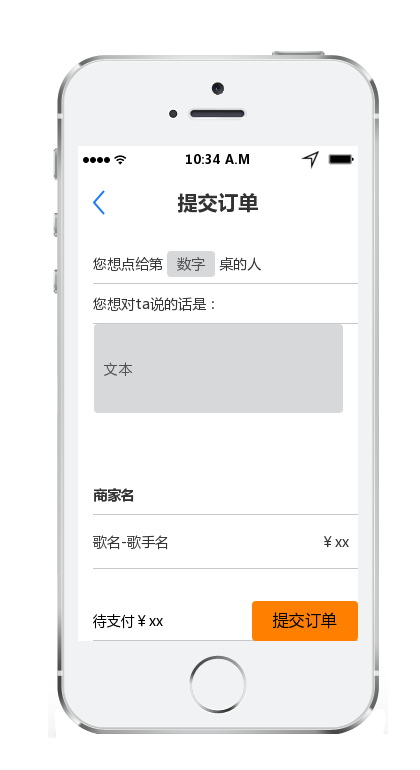 10:34 A.M
提交订单
您想点给第 数字 桌的人
您想对ta说的话是：
文本
商家名
歌名-歌手名 ￥xx
待支付￥xx 提交订单